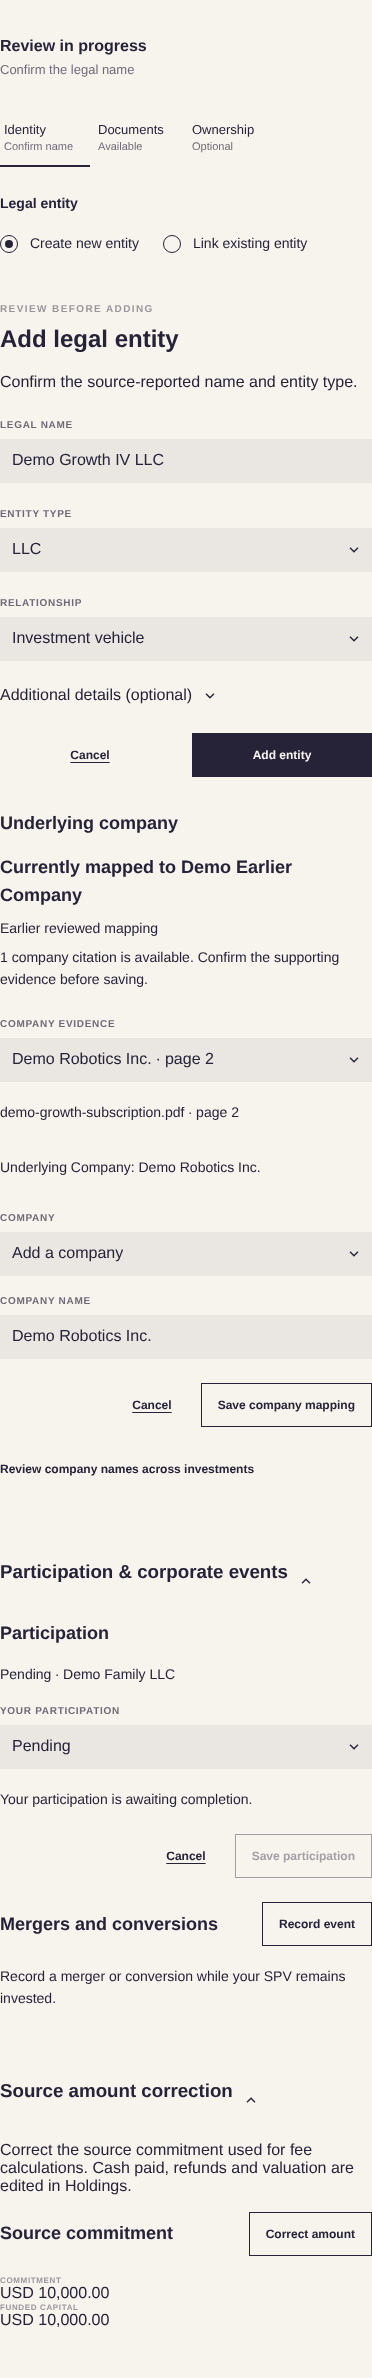 Review in progress
Confirm the legal name
Identity Documents Ownership
Confirm name Available Optional
Legal entity
Create new entity Link existing entity
REVIEW BEFORE ADDING
Add legal entity
Confirm the source-reported name and entity type.
LEGAL NAME
Demo Growth IV LLC
ENTITY TYPE
LLC
RELATIONSHIP
Investment vehicle
Additional details (optional)
Cancel Add entity
Underlying company
Currently mapped to Demo Earlier
Company
Earlier reviewed mapping
1 company citation is available. Confirm the supporting
evidence before saving.
COMPANY EVIDENCE
Demo Robotics Inc. · page 2
demo-growth-subscription.pdf · page 2
Underlying Company: Demo Robotics Inc.
COMPANY
Add a company
COMPANY NAME
Demo Robotics Inc.
Cancel Save company mapping
Review company names across investments
Participation & corporate events
Participation
Pending · Demo Family LLC
YOUR PARTICIPATION
Pending
Your participation is awaiting completion.
Cancel Save participation
Mergers and conversions Record event
Record a merger or conversion while your SPV remains
invested.
Source amount correction
Correct the source commitment used for fee
calculations. Cash paid, refunds and valuation are
edited in Holdings.
Source commitment Correct amount
COMMITMENT
USD 10,000.00
FUNDED CAPITAL
USD 10,000.00